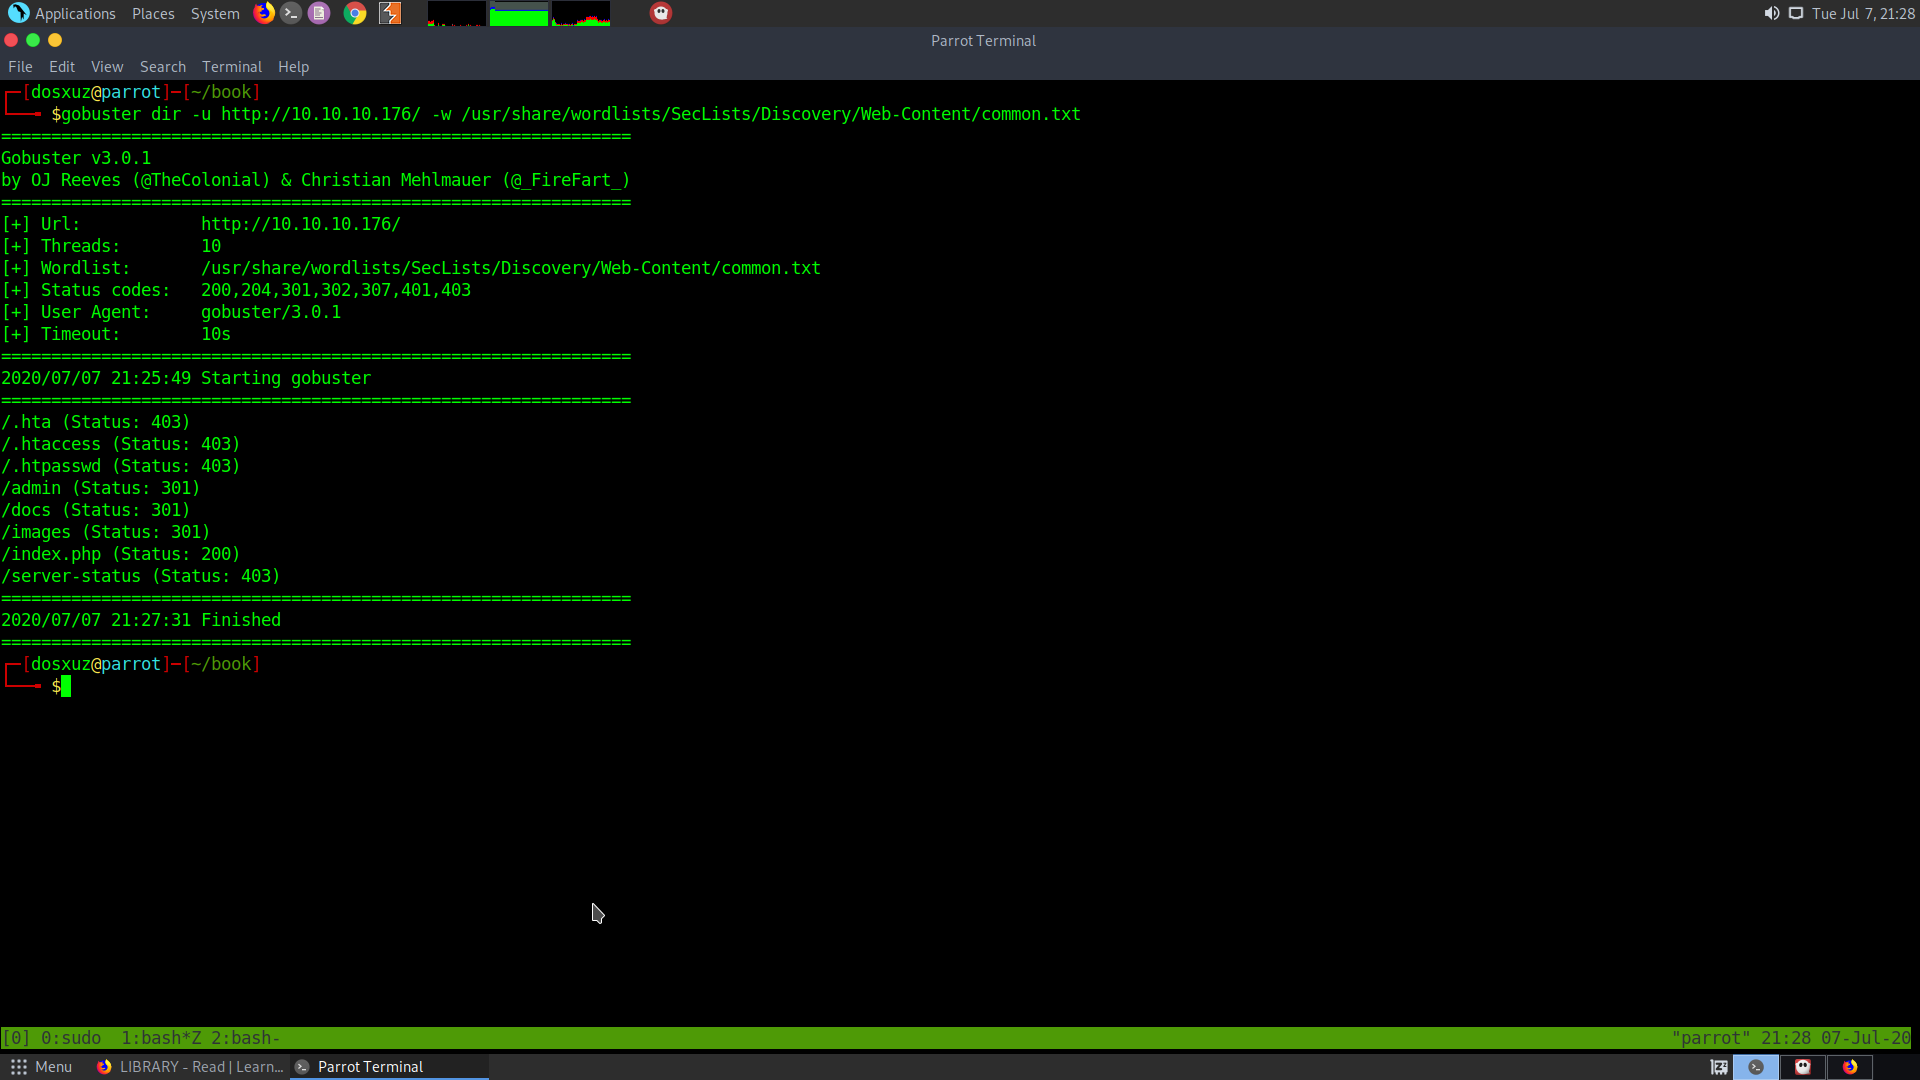 Applications Places System Tue Jul 7, 21:28
Parrot Terminal
File Edit View Search Terminal Help
┌─[dosxuz@parrot]─[~/book]
└──╼ $gobuster dir -u http://10.10.10.176/ -w /usr/share/wordlists/SecLists/Discovery/Web-Content/common.txt
===============================================================
Gobuster v3.0.1
by OJ Reeves (@TheColonial) & Christian Mehlmauer (@_FireFart_)
===============================================================
[+] Url:            http://10.10.10.176/
[+] Threads:        10
[+] Wordlist:       /usr/share/wordlists/SecLists/Discovery/Web-Content/common.txt
[+] Status codes:   200,204,301,302,307,401,403
[+] User Agent:     gobuster/3.0.1
[+] Timeout:        10s
===============================================================
2020/07/07 21:25:49 Starting gobuster
===============================================================
/.hta (Status: 403)
/.htaccess (Status: 403)
/.htpasswd (Status: 403)
/admin (Status: 301)
/docs (Status: 301)
/images (Status: 301)
/index.php (Status: 200)
/server-status (Status: 403)
===============================================================
2020/07/07 21:27:31 Finished
===============================================================
┌─[dosxuz@parrot]─[~/book]
└──╼ $
[0] 0:sudo  1:bash*Z 2:bash- "parrot" 21:28 07-Jul-20
Menu LIBRARY - Read | Learn... Parrot Terminal